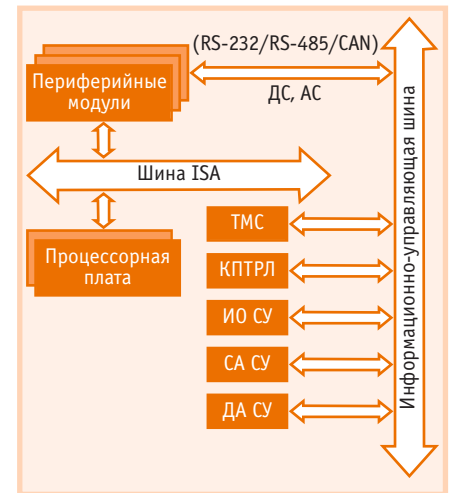 (RS-232/RS-485/CAN)
Периферийные
модули
ДС, АС
Шина ISA
Процессорная
плата
ТМС
КПТРЛ
ИО СУ
СА СУ
ДА СУ
Информационно-управляющая шина